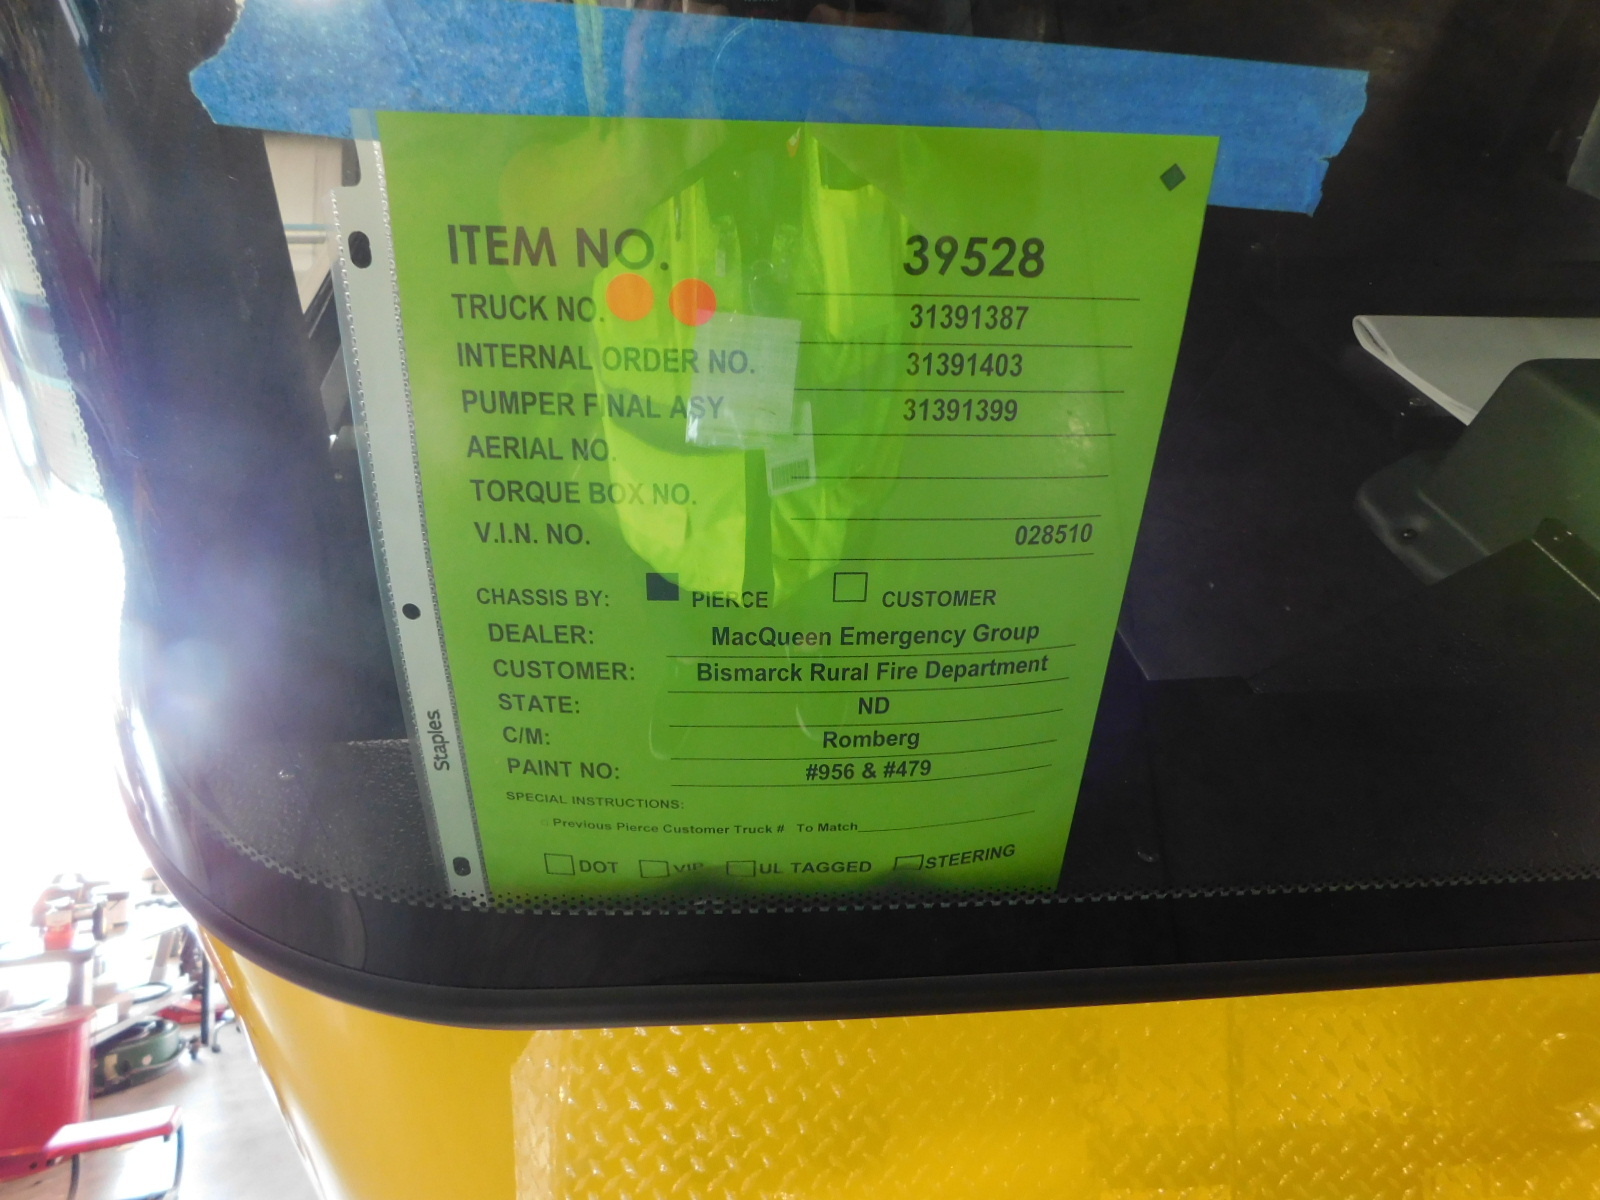 ITEM NO. 39528
TRUCK NO. 31391387
INTERNAL ORDER NO. 31391403
PUMPER FINAL ASY 31391399
AERIAL NO.
TORQUE BOX NO.
V.I.N. NO. 028510
CHASSIS BY: PIERCE CUSTOMER
DEALER: MacQueen Emergency Group
CUSTOMER: Bismarck Rural Fire Department
STATE: ND
C/M: Romberg
PAINT NO: #956 & #479
SPECIAL INSTRUCTIONS:
Previous Pierce Customer Truck # To Match
DOT VIP UL TAGGED STEERING
Staples